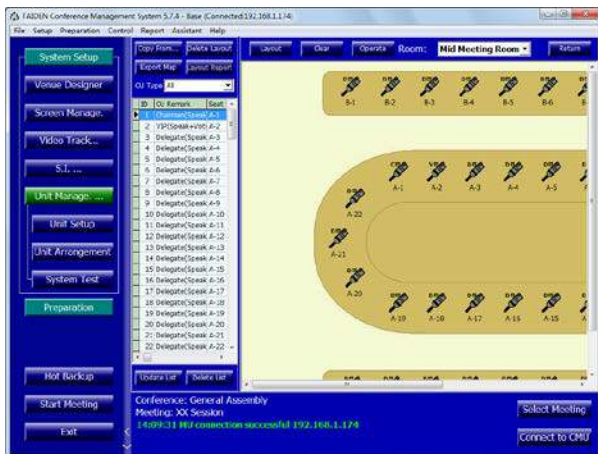 TAIDEN Conference Management System 5.7.4 - Base (Connected:192.168.1.174)
File Setup Preparation Control Report Assistant Help
System Setup
Venue Designer
Screen Manage.
Video Track...
S.I. ...
Unit Manage. ...
Unit Setup
Unit Arrangement
System Test
Preparation
Hot Backup
Start Meeting
Exit
Copy From... Delete Layout
Export Map Layout Report
CU Type All
ID CU Remark Seat
1 Chairman(Speak A-1
2 VIP(Speak+Vote A-2
3 Delegate(Speak A-3
4 Delegate(Speak A-4
5 Delegate(Speak A-5
6 Delegate(Speak A-6
7 Delegate(Speak A-7
8 Delegate(Speak A-8
9 Delegate(Speak A-9
10 Delegate(Speak A-10
11 Delegate(Speak A-11
12 Delegate(Speak A-12
13 Delegate(Speak A-13
14 Delegate(Speak A-14
15 Delegate(Speak A-15
16 Delegate(Speak A-16
17 Delegate(Speak A-17
18 Delegate(Speak A-18
19 Delegate(Speak A-19
20 Delegate(Speak A-20
21 Delegate(Speak A-21
22 Delegate(Speak A-22
Update List Delete List
Layout Clear Operate Room: Mid Meeting Room Return
B-1 B-2 B-3 B-4 B-5 B-6
A-1 A-2 A-3 A-4 A-5
A-22
A-21
A-20
A-19 A-18 A-17 A-16 A-15
Conference: General Assembly
Meeting: XX Session
14:09:31 MU connection successful 192.168.1.174
Select Meeting
Connect to CMU